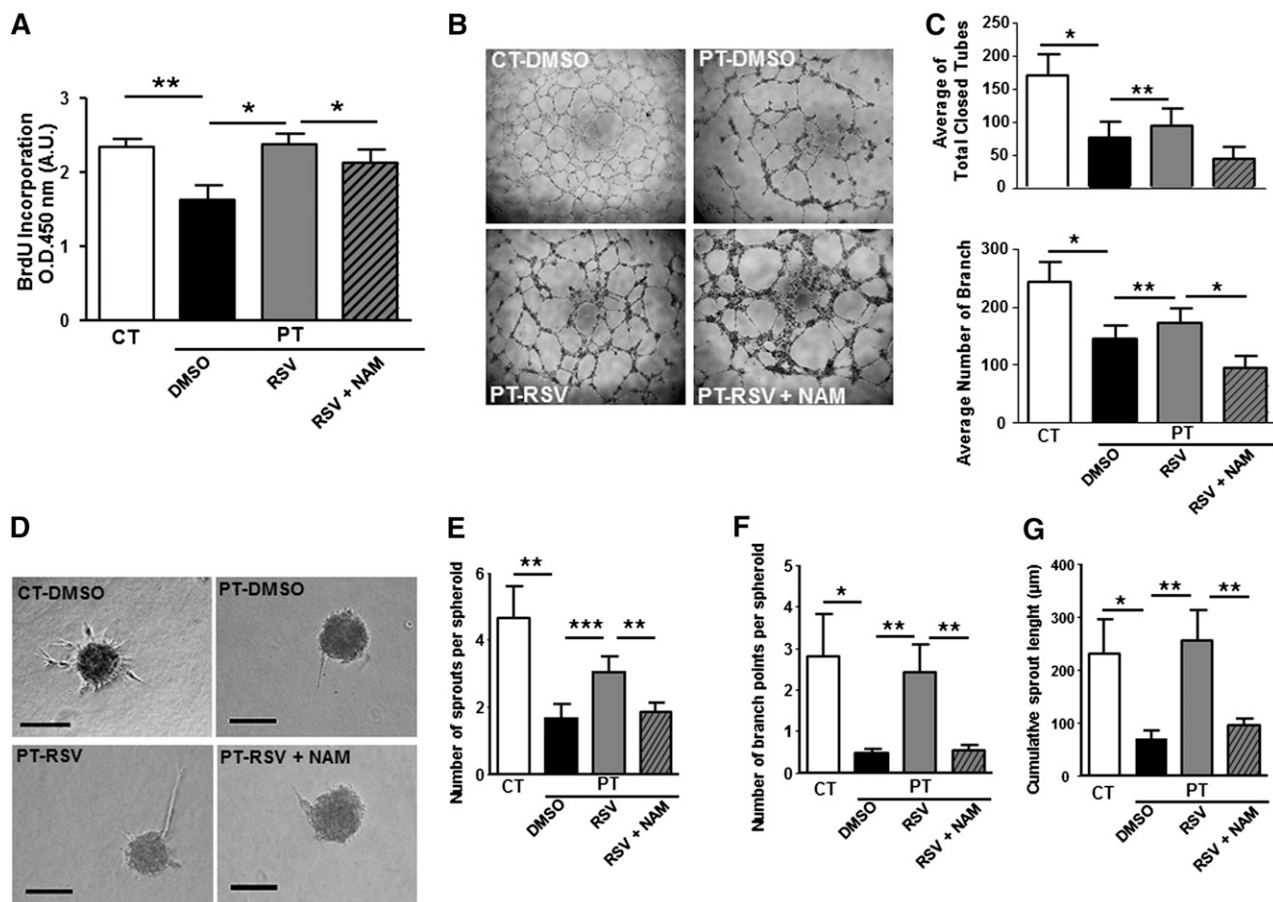 A
BrdU Incorporation
O.D.450 nm (A.U.)
3
2
1
0
**
*
*
CT
PT
DMSO
RSV
RSV + NAM
B
CT-DMSO
PT-DMSO
PT-RSV
PT-RSV + NAM
C
Average of
Total Closed Tubes
250
200
150
100
50
0
*
**
Average Number of Branch
300
200
100
0
*
**
*
CT
PT
DMSO
RSV
RSV + NAM
D
CT-DMSO
PT-DMSO
PT-RSV
PT-RSV + NAM
E
Number of sprouts per spheroid
6
4
2
0
**
***
**
CT
PT
DMSO
RSV
RSV + NAM
F
Number of branch points per spheroid
5
4
3
2
1
0
*
**
**
CT
PT
DMSO
RSV
RSV + NAM
G
Cumulative sprout lenght (µm)
400
300
200
100
0
*
**
**
CT
PT
DMSO
RSV
RSV + NAM